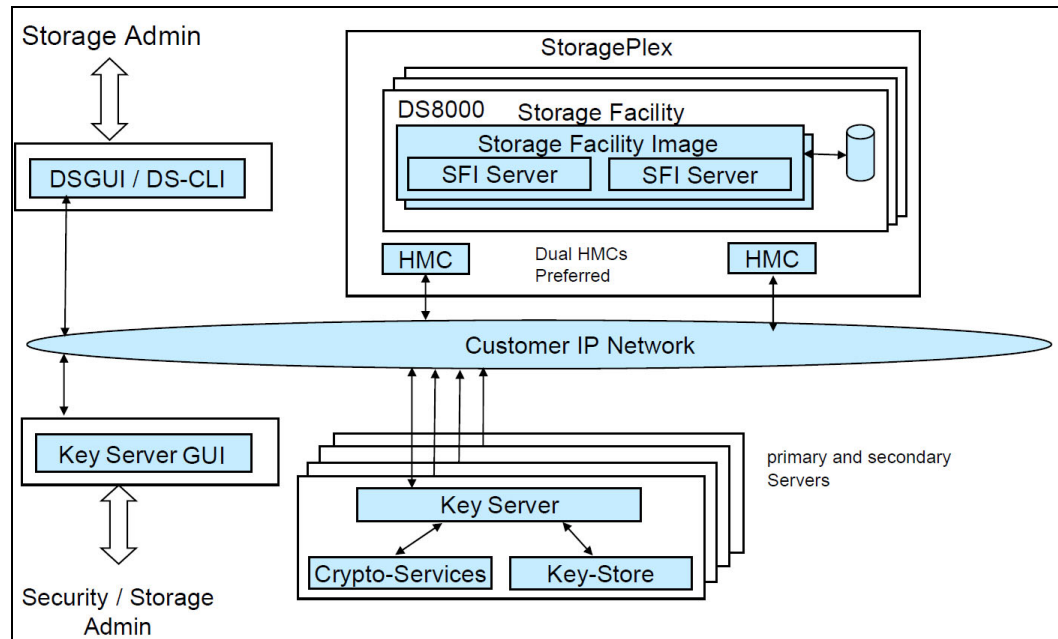 Storage Admin
StoragePlex
DS8000
Storage Facility
Storage Facility Image
SFI Server
SFI Server
DSGUI / DS-CLI
HMC
Dual HMCs
Preferred
HMC
Customer IP Network
Key Server GUI
primary and secondary
Servers
Key Server
Crypto-Services
Key-Store
Security / Storage
Admin